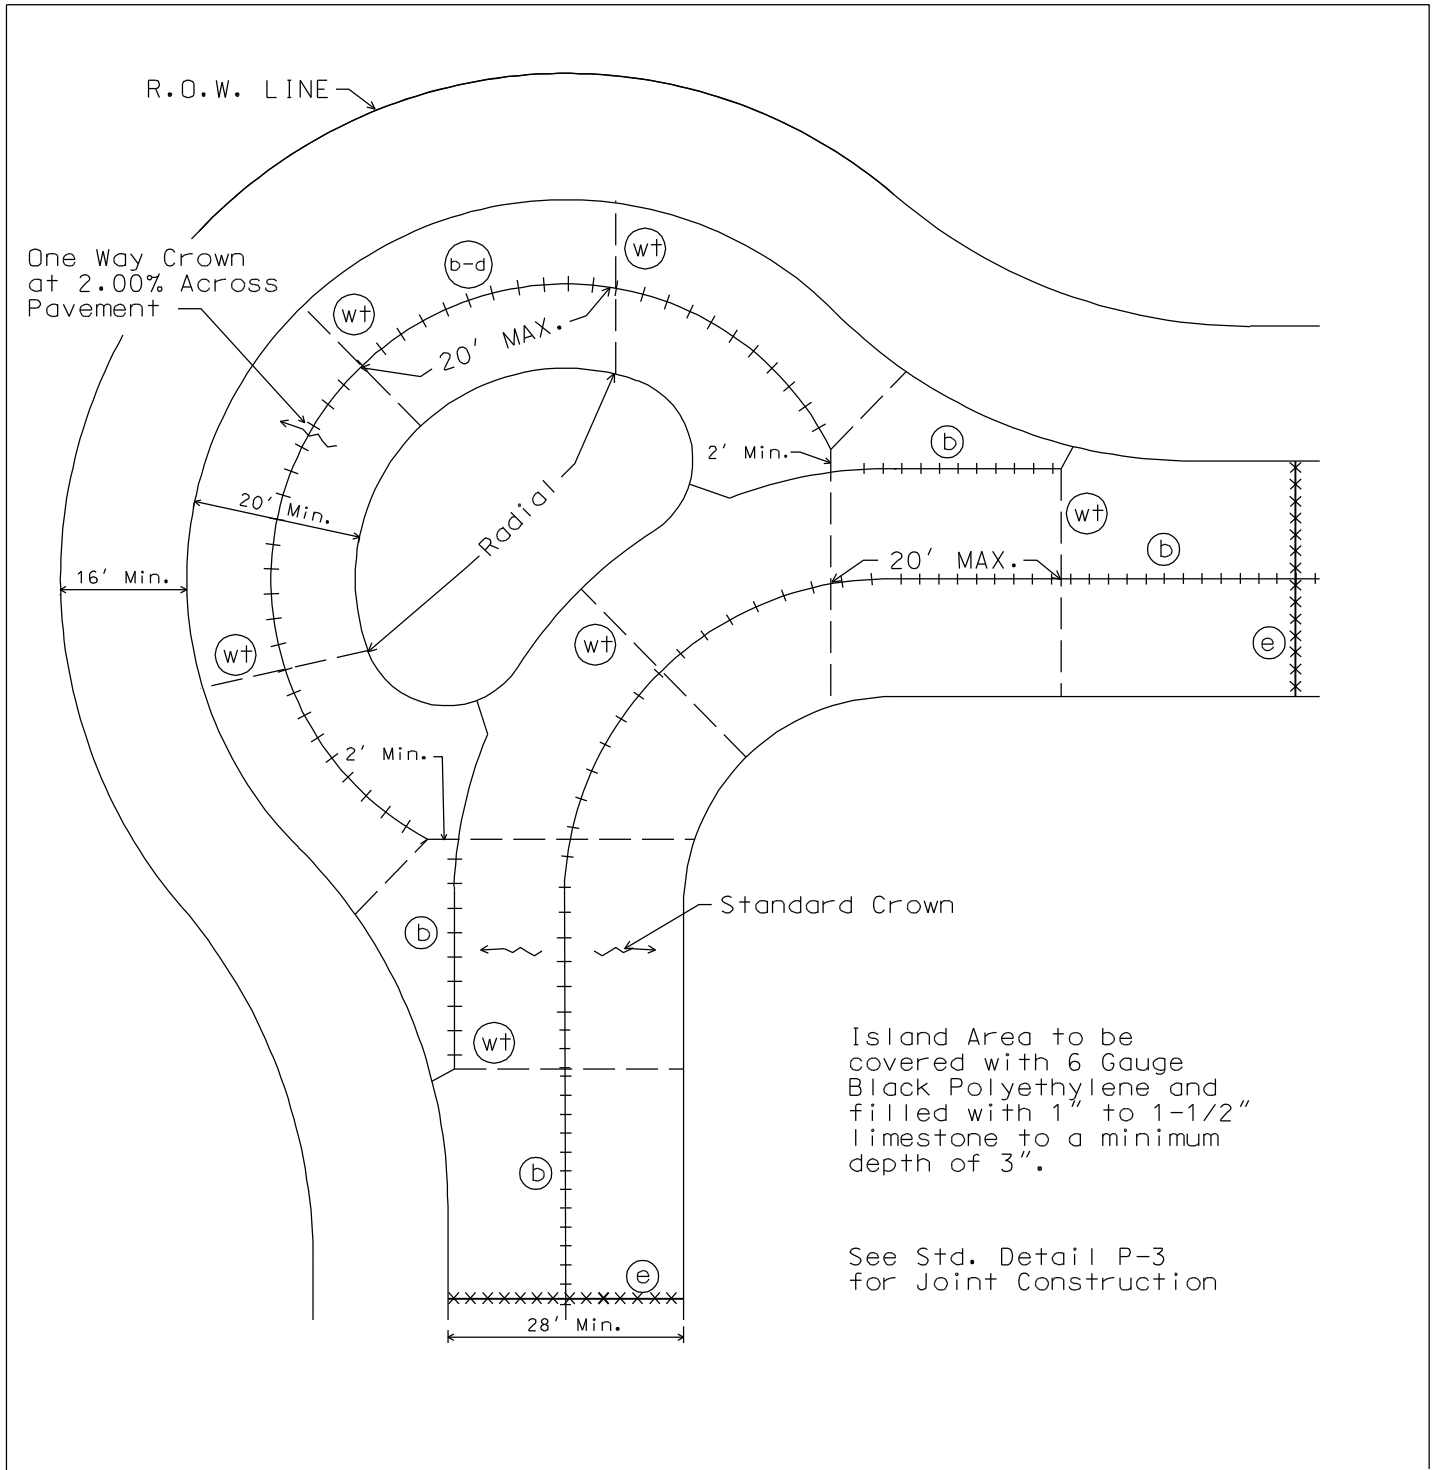 R.O.W. LINE
One Way Crown
at 2.00% Across
Pavement
b-d
wt
wt
20' MAX.
2' Min.
b
wt
b
20' MAX.
e
20' Min.
Radial
16' Min.
wt
wt
2' Min.
b
Standard Crown
wt
b
e
28' Min.
Island Area to be
covered with 6 Gauge
Black Polyethylene and
filled with 1" to 1-1/2"
limestone to a minimum
depth of 3".
See Std. Detail P-3
for Joint Construction